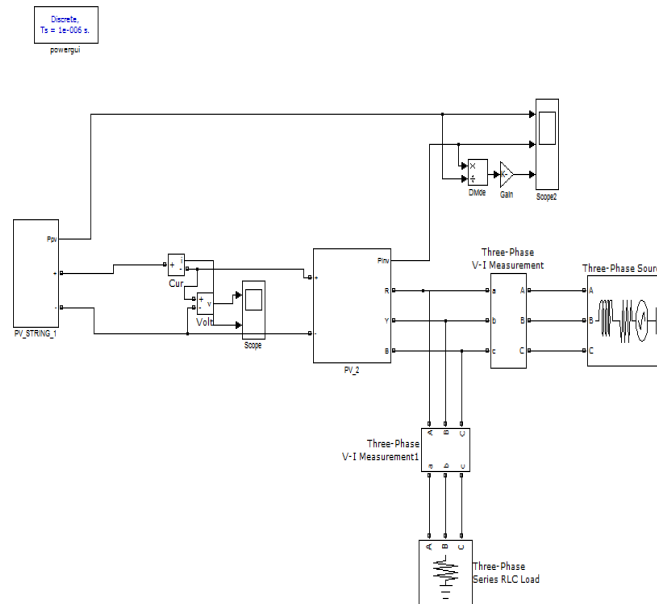 Discrete,
Ts = 1e-006 s.
powergui
Ppv
+
-
PV_STRING_1
+
-
i
Cur
+
-
v
Volt
Scope
+
-
Pinv
R
Y
B
PV_2
×
÷
Divide
K-
Gain
Scope2
Three-Phase
V-I Measurement
a
b
c
A
B
C
Three-Phase Sourc
A
B
C
Three-Phase
V-I Measurement1
A
B
C
a
b
c
A
B
C
Three-Phase
Series RLC Load